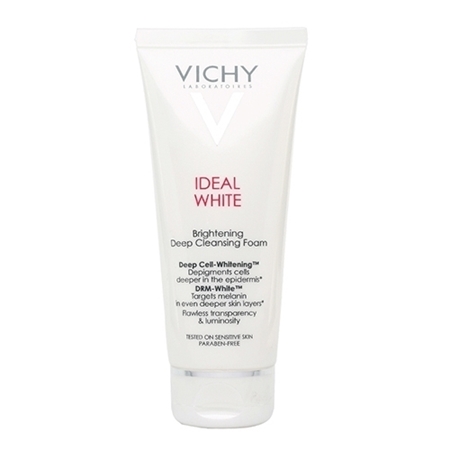 VICHY
LABORATOIRES
IDEAL
WHITE
Brightening
Deep Cleansing Foam
Deep Cell-Whitening™
Depigments cells
deeper in the epidermis*
DRM-White™
Targets melanin
in even deeper skin layers*
Flawless transparency
& luminosity
TESTED ON SENSITIVE SKIN
PARABEN-FREE